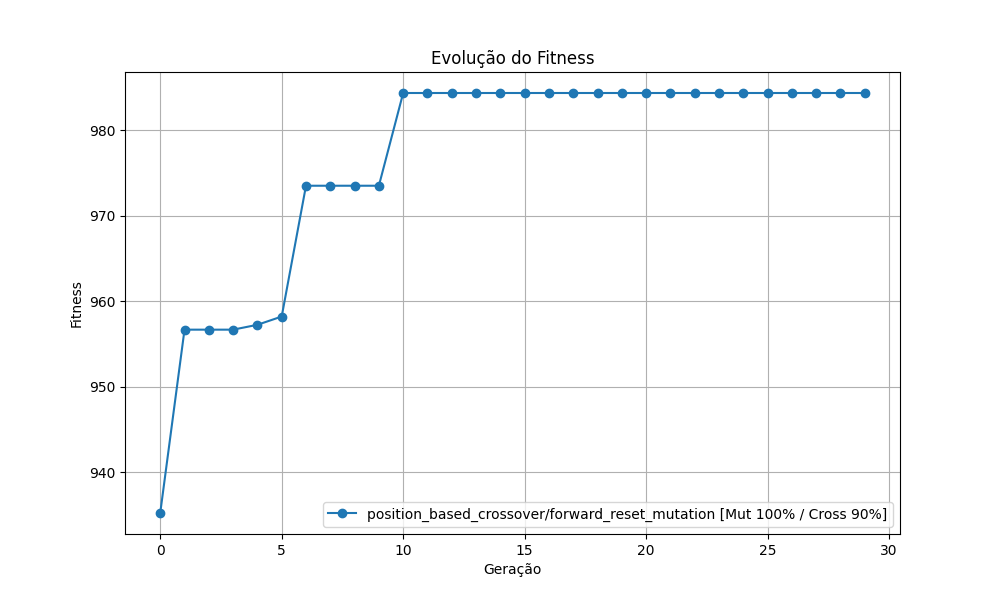 Evolução do Fitness
Fitness
980
970
960
950
940
position_based_crossover/forward_reset_mutation [Mut 100% / Cross 90%]
0 5 10 15 20 25 30
Geração